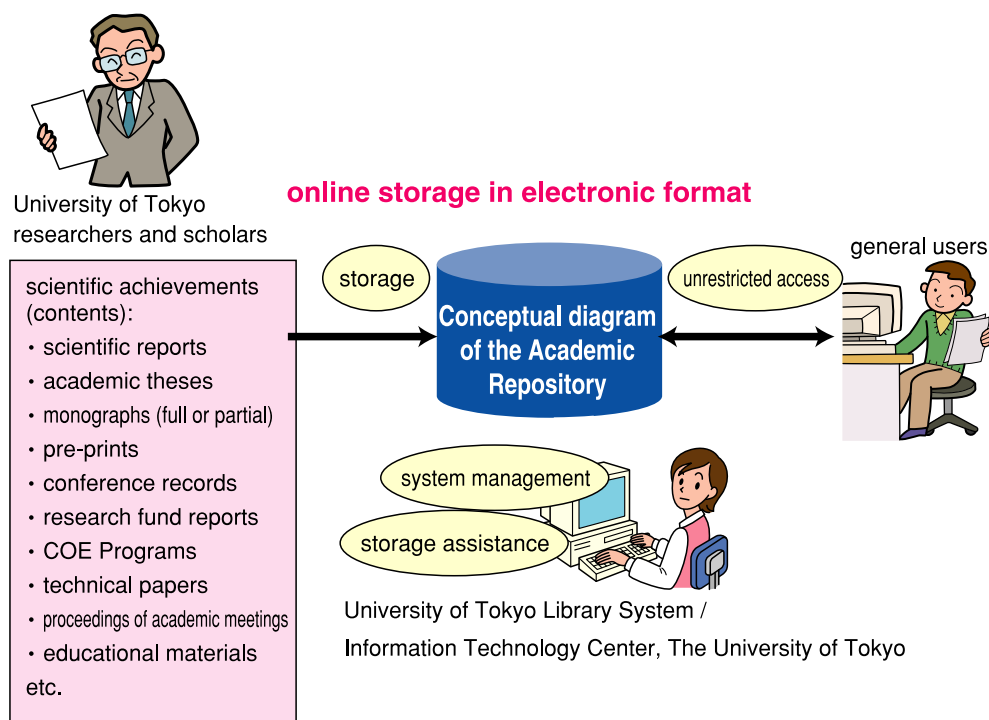 University of Tokyo
researchers and scholars
scientific achievements
(contents):
・scientific reports
・academic theses
・monographs (full or partial)
・pre-prints
・conference records
・research fund reports
・COE Programs
・technical papers
・proceedings of academic meetings
・educational materials
etc.
online storage in electronic format
storage
Conceptual diagram
of the Academic
Repository
unrestricted access
general users
system management
storage assistance
University of Tokyo Library System /
Information Technology Center, The University of Tokyo